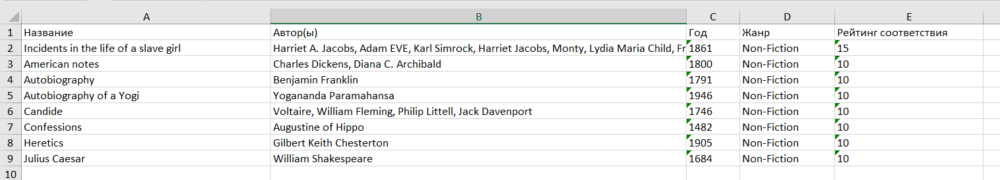 A B C D E
1 Название Автор(ы) Год Жанр Рейтинг соответствия
2 Incidents in the life of a slave girl Harriet A. Jacobs, Adam EVE, Karl Simrock, Harriet Jacobs, Monty, Lydia Maria Child, Fr 1861 Non-Fiction 15
3 American notes Charles Dickens, Diana C. Archibald 1800 Non-Fiction 10
4 Autobiography Benjamin Franklin 1791 Non-Fiction 10
5 Autobiography of a Yogi Yogananda Paramahansa 1946 Non-Fiction 10
6 Candide Voltaire, William Fleming, Philip Littell, Jack Davenport 1746 Non-Fiction 10
7 Confessions Augustine of Hippo 1482 Non-Fiction 10
8 Heretics Gilbert Keith Chesterton 1905 Non-Fiction 10
9 Julius Caesar William Shakespeare 1684 Non-Fiction 10
10